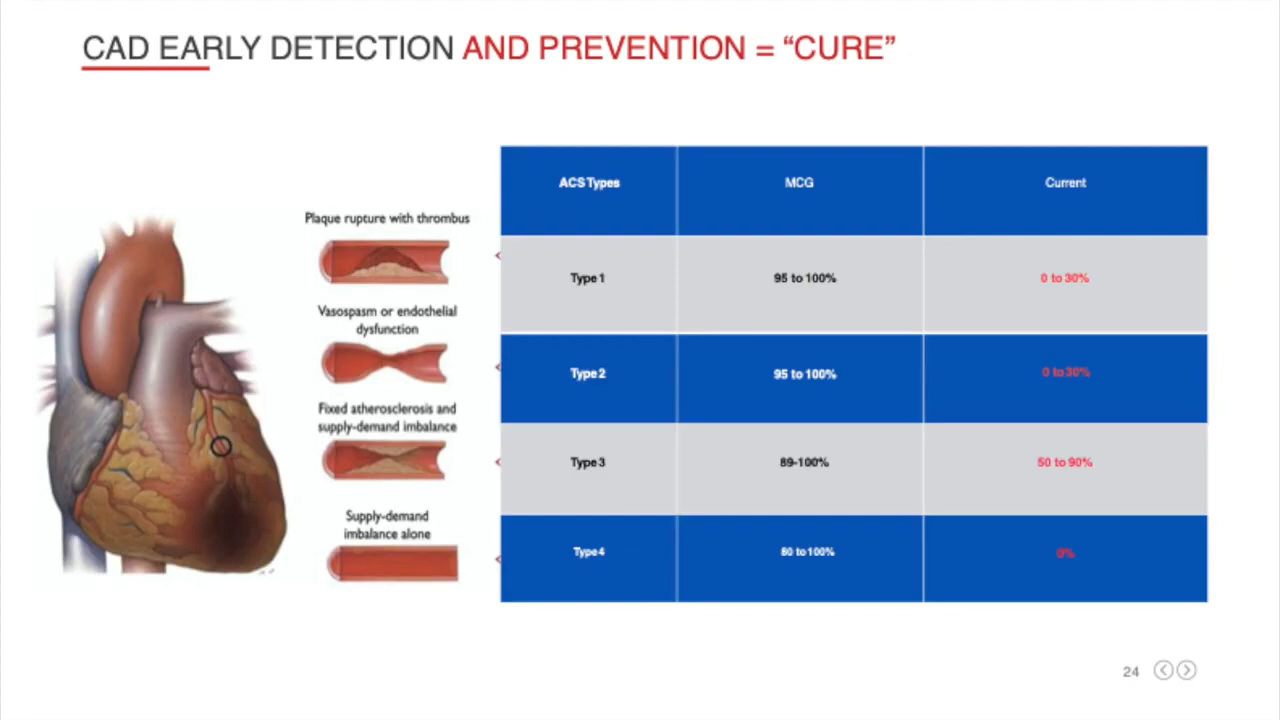 CAD EARLY DETECTION AND PREVENTION = “CURE”
Plaque rupture with thrombus
Vasospasm or endothelial
dysfunction
Fixed atherosclerosis and
supply-demand imbalance
Supply-demand
imbalance alone
ACS Types MCG Current
Type 1 95 to 100% 0 to 30%
Type 2 95 to 100% 0 to 30%
Type 3 89-100% 50 to 90%
Type 4 80 to 100% 0%
24